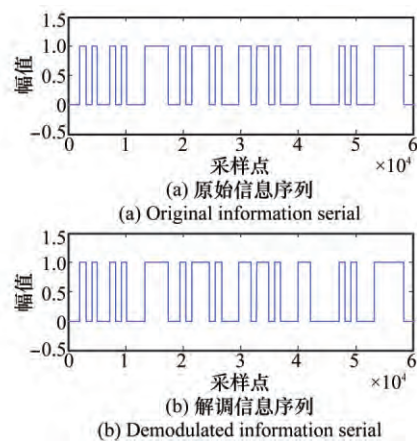 1.5
1.0
0.5
0
-0.5
幅值
0 1 2 3 4 5 6
采样点 ×10⁴
(a) 原始信息序列
(a) Original information serial
1.5
1.0
0.5
0
-0.5
幅值
0 1 2 3 4 5 6
采样点 ×10⁴
(b) 解调信息序列
(b) Demodulated information serial